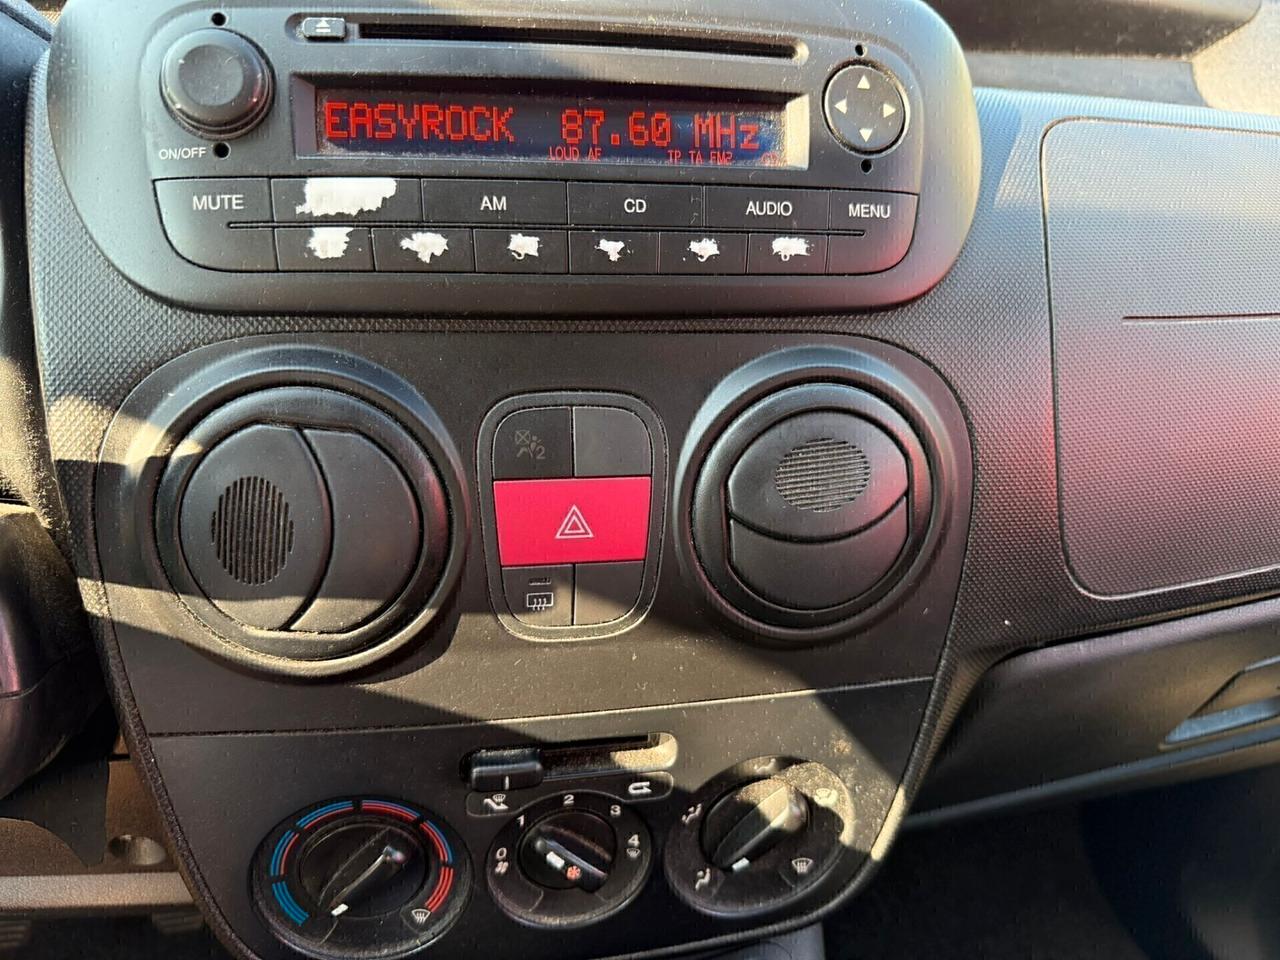 EASYROCK 87.60 MHz
LOUD AF TP TA FM2
ON/OFF
MUTE AM CD AUDIO MENU
2
2
1 3
0 4